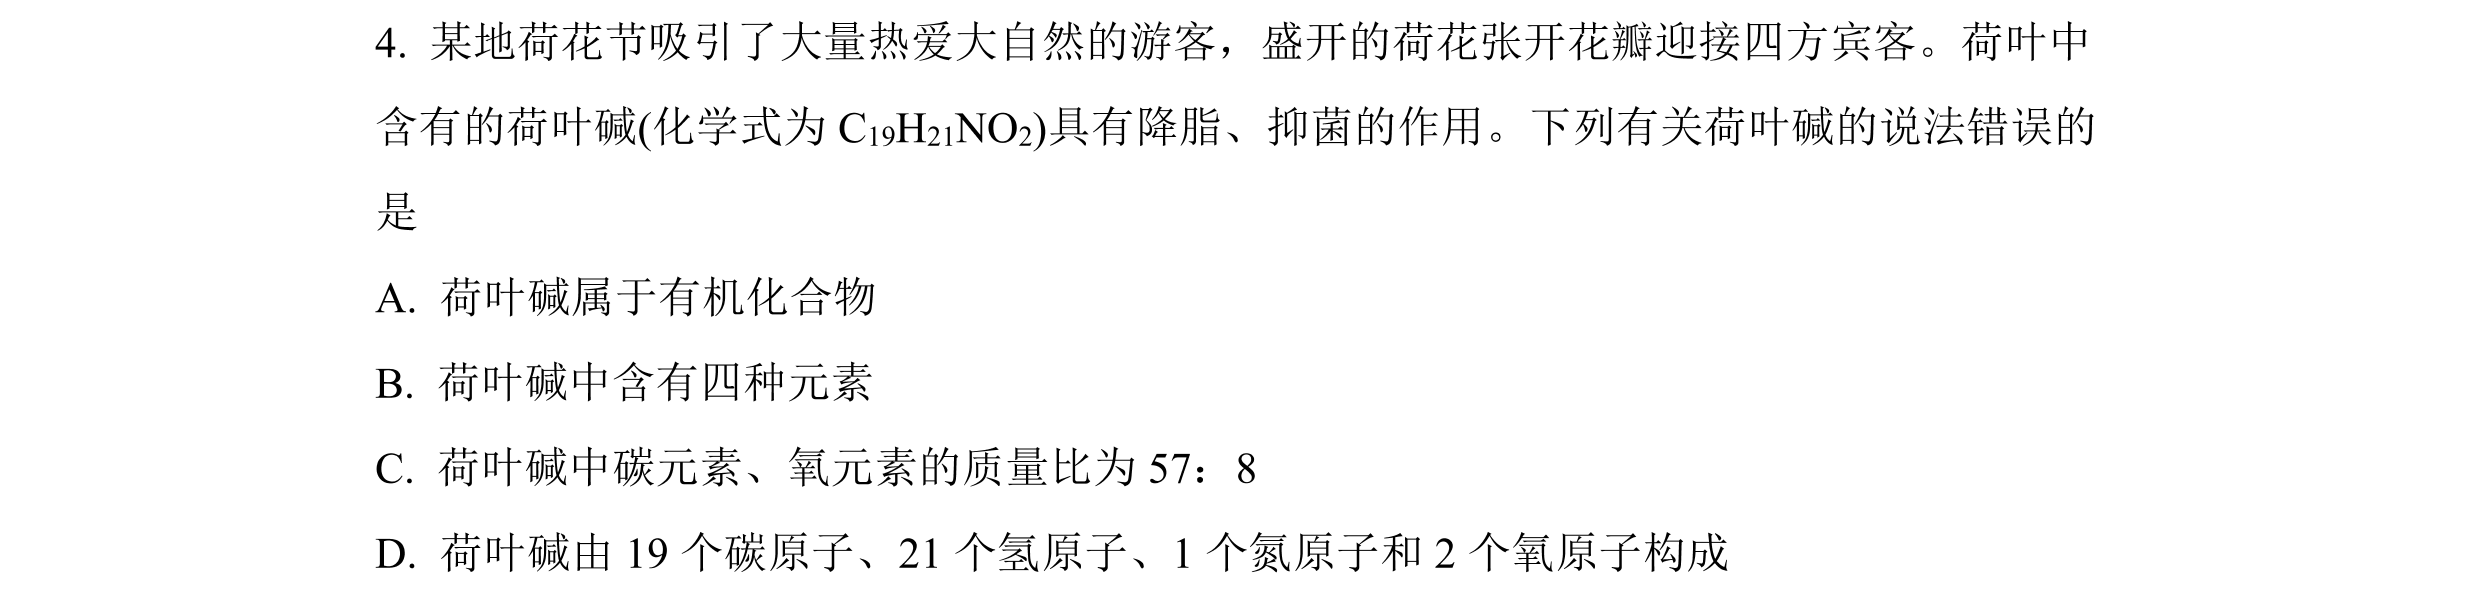 4. 某地荷花节吸引了大量热爱大自然的游客，盛开的荷花张开花瓣迎接四方宾客。荷叶中
含有的荷叶碱(化学式为 C₁₉H₂₁NO₂)具有降脂、抑菌的作用。下列有关荷叶碱的说法错误的
是
A. 荷叶碱属于有机化合物
B. 荷叶碱中含有四种元素
C. 荷叶碱中碳元素、氧元素的质量比为 57：8
D. 荷叶碱由 19 个碳原子、21 个氢原子、1 个氮原子和 2 个氧原子构成